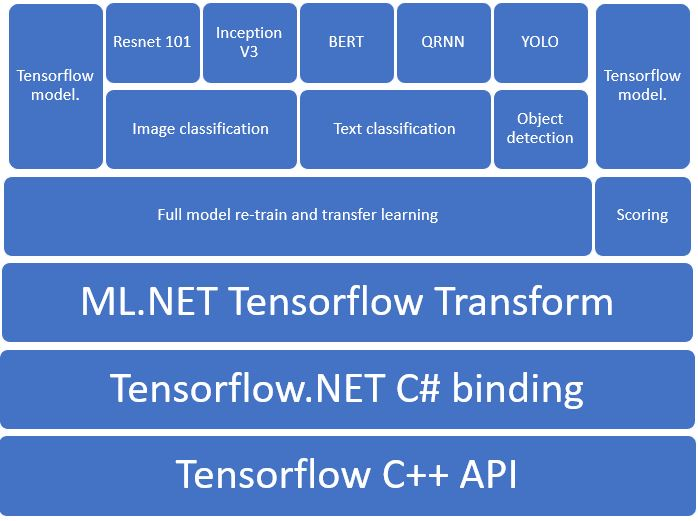 Tensorflow
model.
Resnet 101
Inception
V3
BERT
QRNN
YOLO
Tensorflow
model.
Image classification
Text classification
Object
detection
Full model re-train and transfer learning
Scoring
ML.NET Tensorflow Transform
Tensorflow.NET C# binding
Tensorflow C++ API